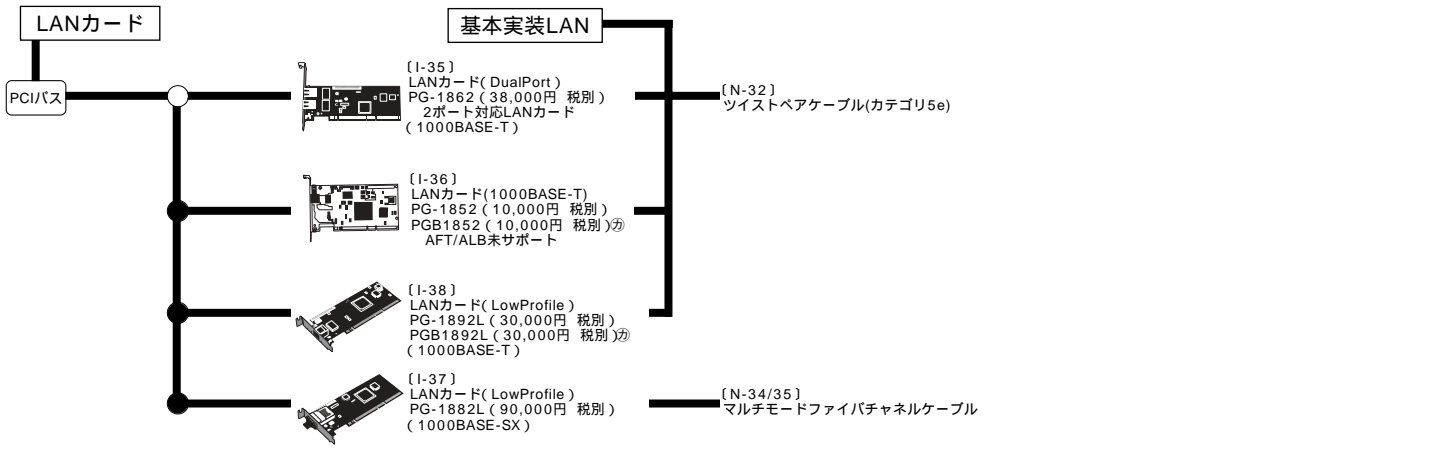 LANカード
基本実装LAN
PCIバス
〔I-35〕
LANカード( DualPort )
PG-1862 ( 38,000円 税別 )
2ポート対応LANカード
( 1000BASE-T )
〔N-32〕
ツイストペアケーブル(カテゴリ5e)
〔I-36〕
LANカード(1000BASE-T)
PG-1852 ( 10,000円 税別 )
PGB1852 ( 10,000円 税別 )㋕
AFT/ALB未サポート
〔I-38〕
LANカード( LowProfile )
PG-1892L ( 30,000円 税別 )
PGB1892L ( 30,000円 税別 )㋕
( 1000BASE-T )
〔I-37〕
LANカード( LowProfile )
PG-1882L ( 90,000円 税別 )
( 1000BASE-SX )
〔N-34/35〕
マルチモードファイバチャネルケーブル